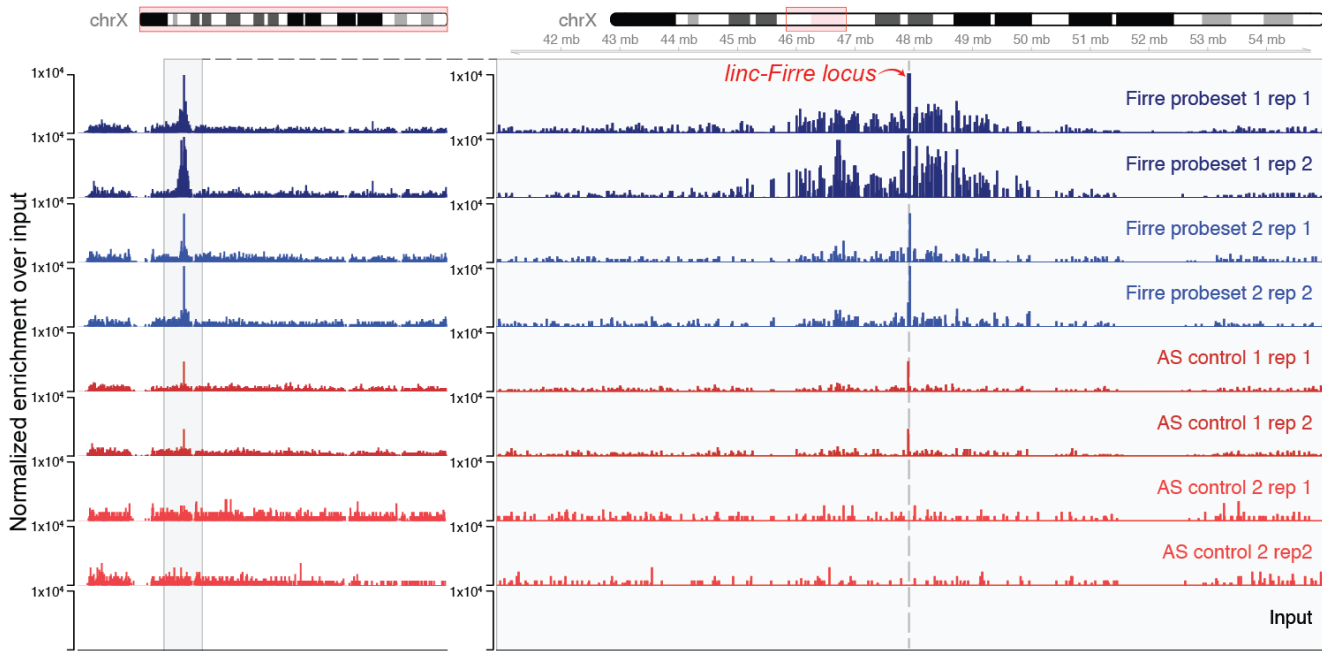 chrX
chrX
42 mb 43 mb 44 mb 45 mb 46 mb 47 mb 48 mb 49 mb 50 mb 51 mb 52 mb 53 mb 54 mb
Normalized enrichment over input
linc-Firre locus
1x10⁴ 1x10⁴ Firre probeset 1 rep 1
1x10⁴ 1x10⁴ Firre probeset 1 rep 2
1x10⁴ 1x10⁴ Firre probeset 2 rep 1
1x10⁴ 1x10⁴ Firre probeset 2 rep 2
1x10⁴ 1x10⁴ AS control 1 rep 1
1x10⁴ 1x10⁴ AS control 1 rep 2
1x10⁴ 1x10⁴ AS control 2 rep 1
1x10⁴ 1x10⁴ AS control 2 rep2
1x10⁴ 1x10⁴ Input